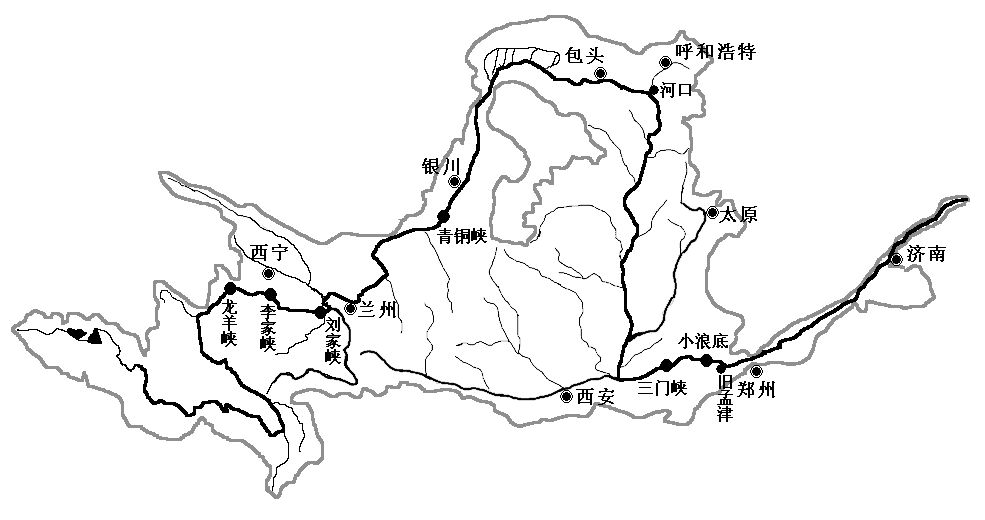 包头
呼和浩特
河口
银川
青铜峡
太原
西宁
龙羊峡
李家峡
刘家峡
兰州
济南
小浪底
三门峡
旧孟津
郑州
西安